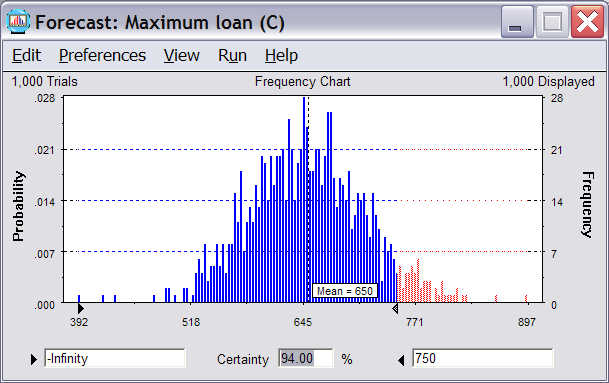 Forecast: Maximum loan (C)
Edit Preferences View Run Help
1,000 Trials Frequency Chart 1,000 Displayed
Probability
.028
.021
.014
.007
.000
Mean = 650
28
21
14
7
0
Frequency
392 518 645 771 897
-Infinity Certainty 94.00 % 750